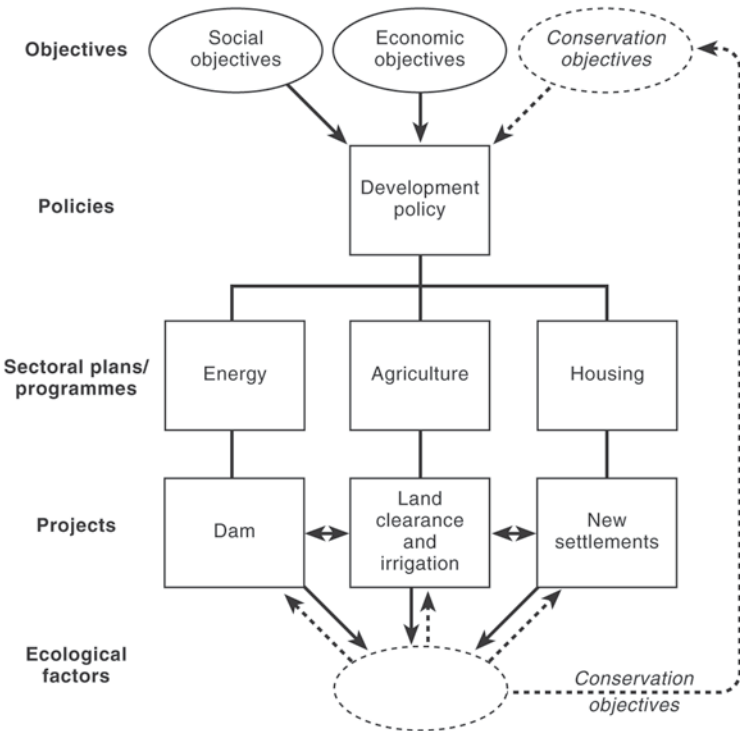 Objectives
Social
objectives
Economic
objectives
Conservation
objectives
Policies
Development
policy
Sectoral plans/
programmes
Energy
Agriculture
Housing
Projects
Dam
Land
clearance
and
irrigation
New
settlements
Ecological
factors
Conservation
objectives